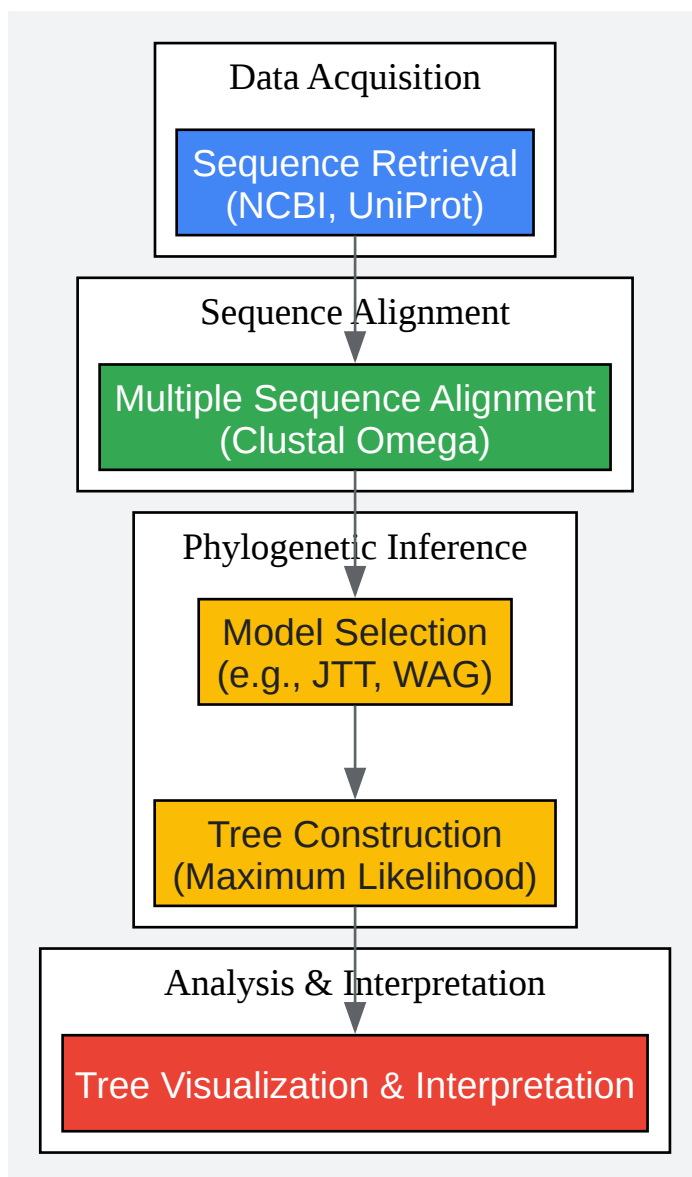 Data Acquisition
Sequence Retrieval
(NCBI, UniProt)
Sequence Alignment
Multiple Sequence Alignment
(Clustal Omega)
Phylogenetic Inference
Model Selection
(e.g., JTT, WAG)
Tree Construction
(Maximum Likelihood)
Analysis & Interpretation
Tree Visualization & Interpretation